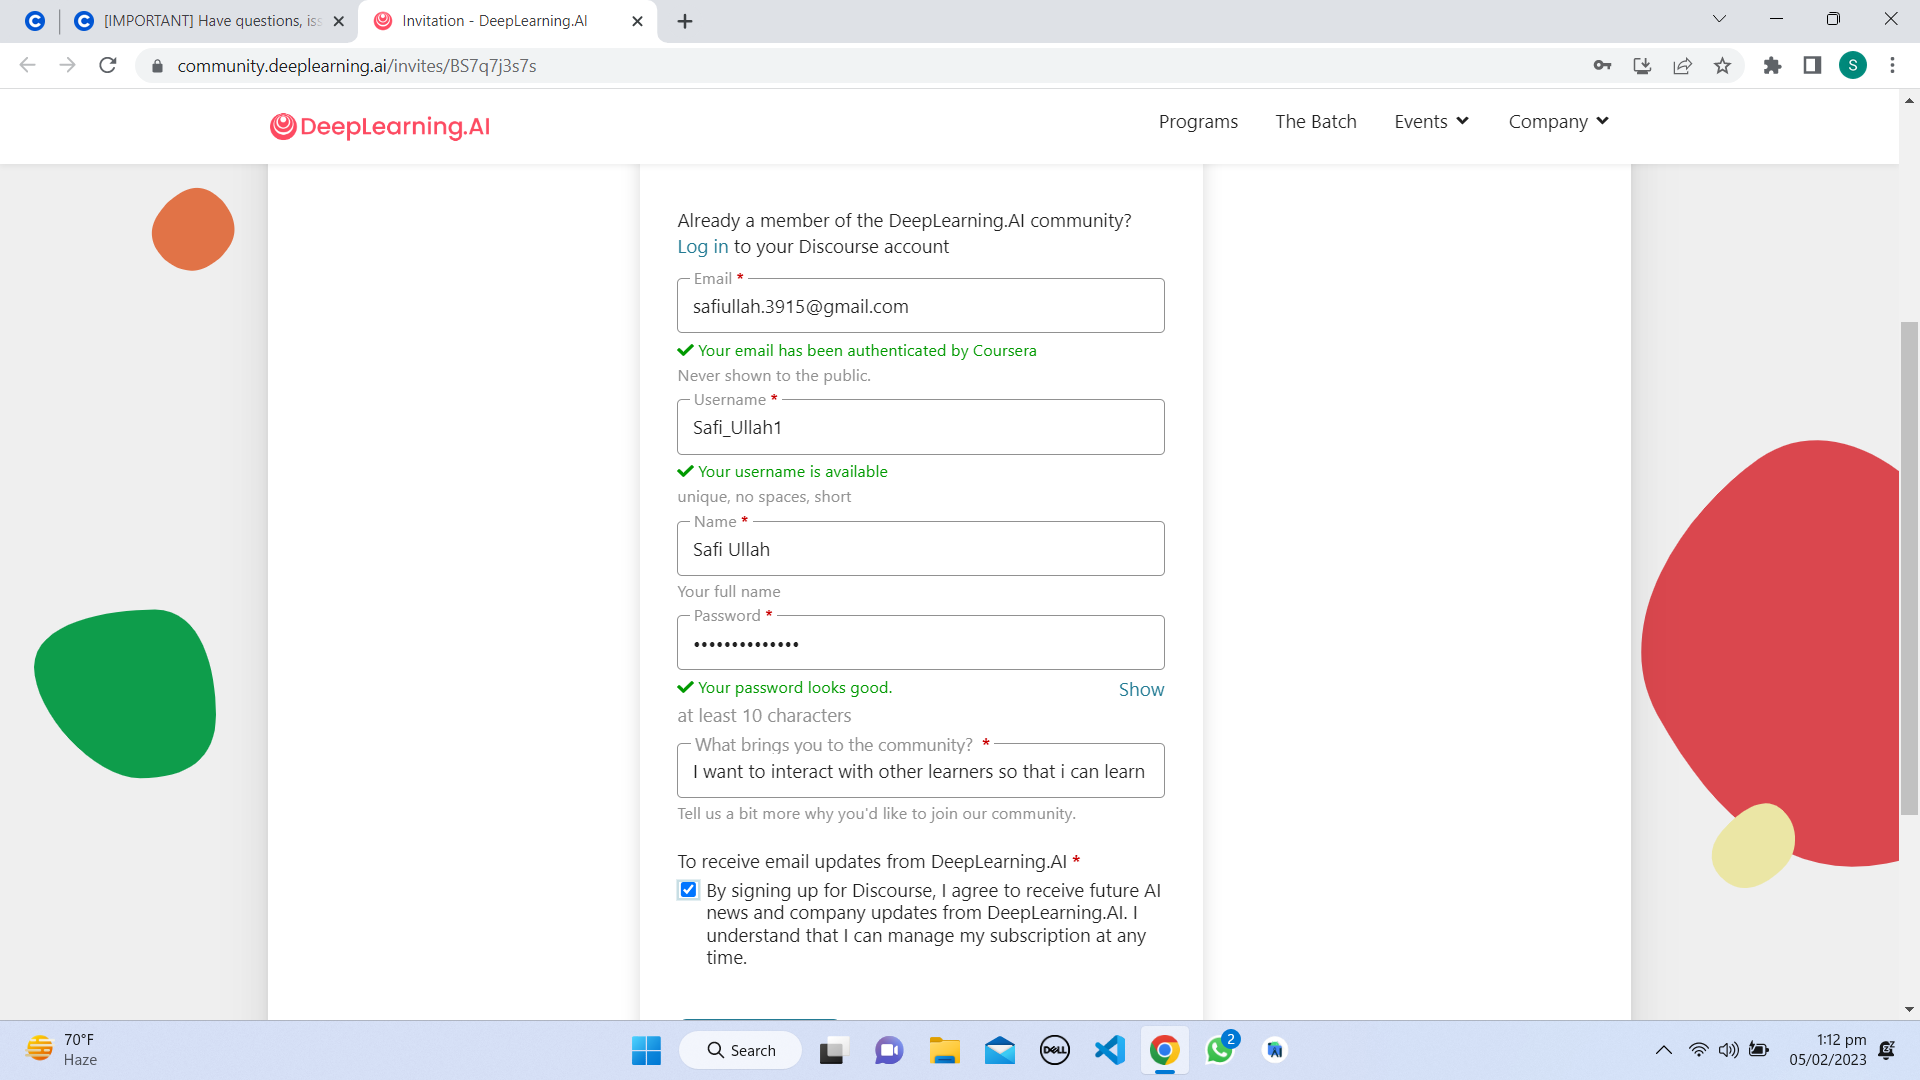 [IMPORTANT] Have questions, iss
Invitation - DeepLearning.AI
community.deeplearning.ai/invites/BS7q7j3s7s
S
DeepLearning.AI
Programs
The Batch
Events
Company
Already a member of the DeepLearning.AI community?
Log in to your Discourse account
Email *
safiullah.3915@gmail.com
Your email has been authenticated by Coursera
Never shown to the public.
Username *
Safi_Ullah1
Your username is available
unique, no spaces, short
Name *
Safi Ullah
Your full name
Password *
••••••••••••••
Your password looks good.
Show
at least 10 characters
What brings you to the community? *
I want to interact with other learners so that i can learn
Tell us a bit more why you'd like to join our community.
To receive email updates from DeepLearning.AI *
By signing up for Discourse, I agree to receive future AI
news and company updates from DeepLearning.AI. I
understand that I can manage my subscription at any
time.
70°F
Haze
Search
DELL
2
1:12 pm
05/02/2023